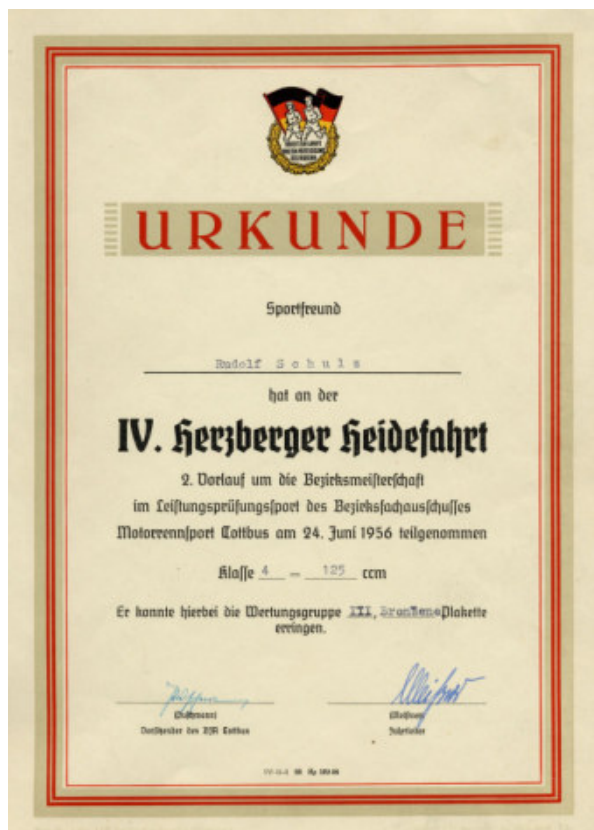 URKUNDE
Sportfreund
Rudolf Schulz
hat an der
IV. Herzberger Heidefahrt
2. Vorlauf um die Bezirksmeisterschaft
im Leistungsprüfungssport des Bezirksfachausschusses
Motorrennsport Cottbus am 24. Juni 1956 teilgenommen
Klasse 4 – 125 ccm
Er konnte hierbei die Wertungsgruppe III, Bronzene Plakette
erringen.
Vorsitzender des Cottbus
Fahrtleiter